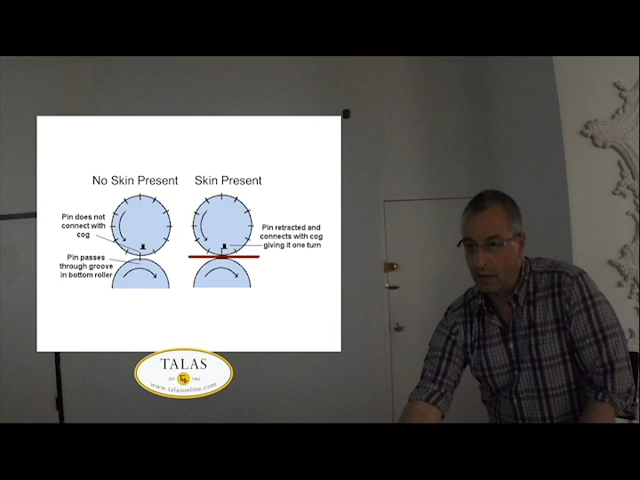 No Skin Present
Skin Present
Pin does not
connect with
cog
Pin passes
through groove
in bottom roller
Pin retracted and
connects with cog
giving it one turn
TALAS
www.talasonline.com